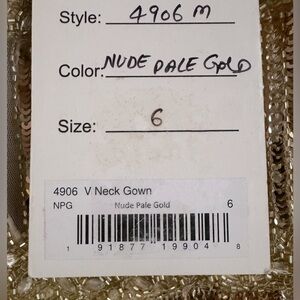 Style: 4906 M
Color: NUDE PALE GOLD
Size: 6
4906 V Neck Gown
NPG Nude Pale Gold 6
1 91877 19904 8